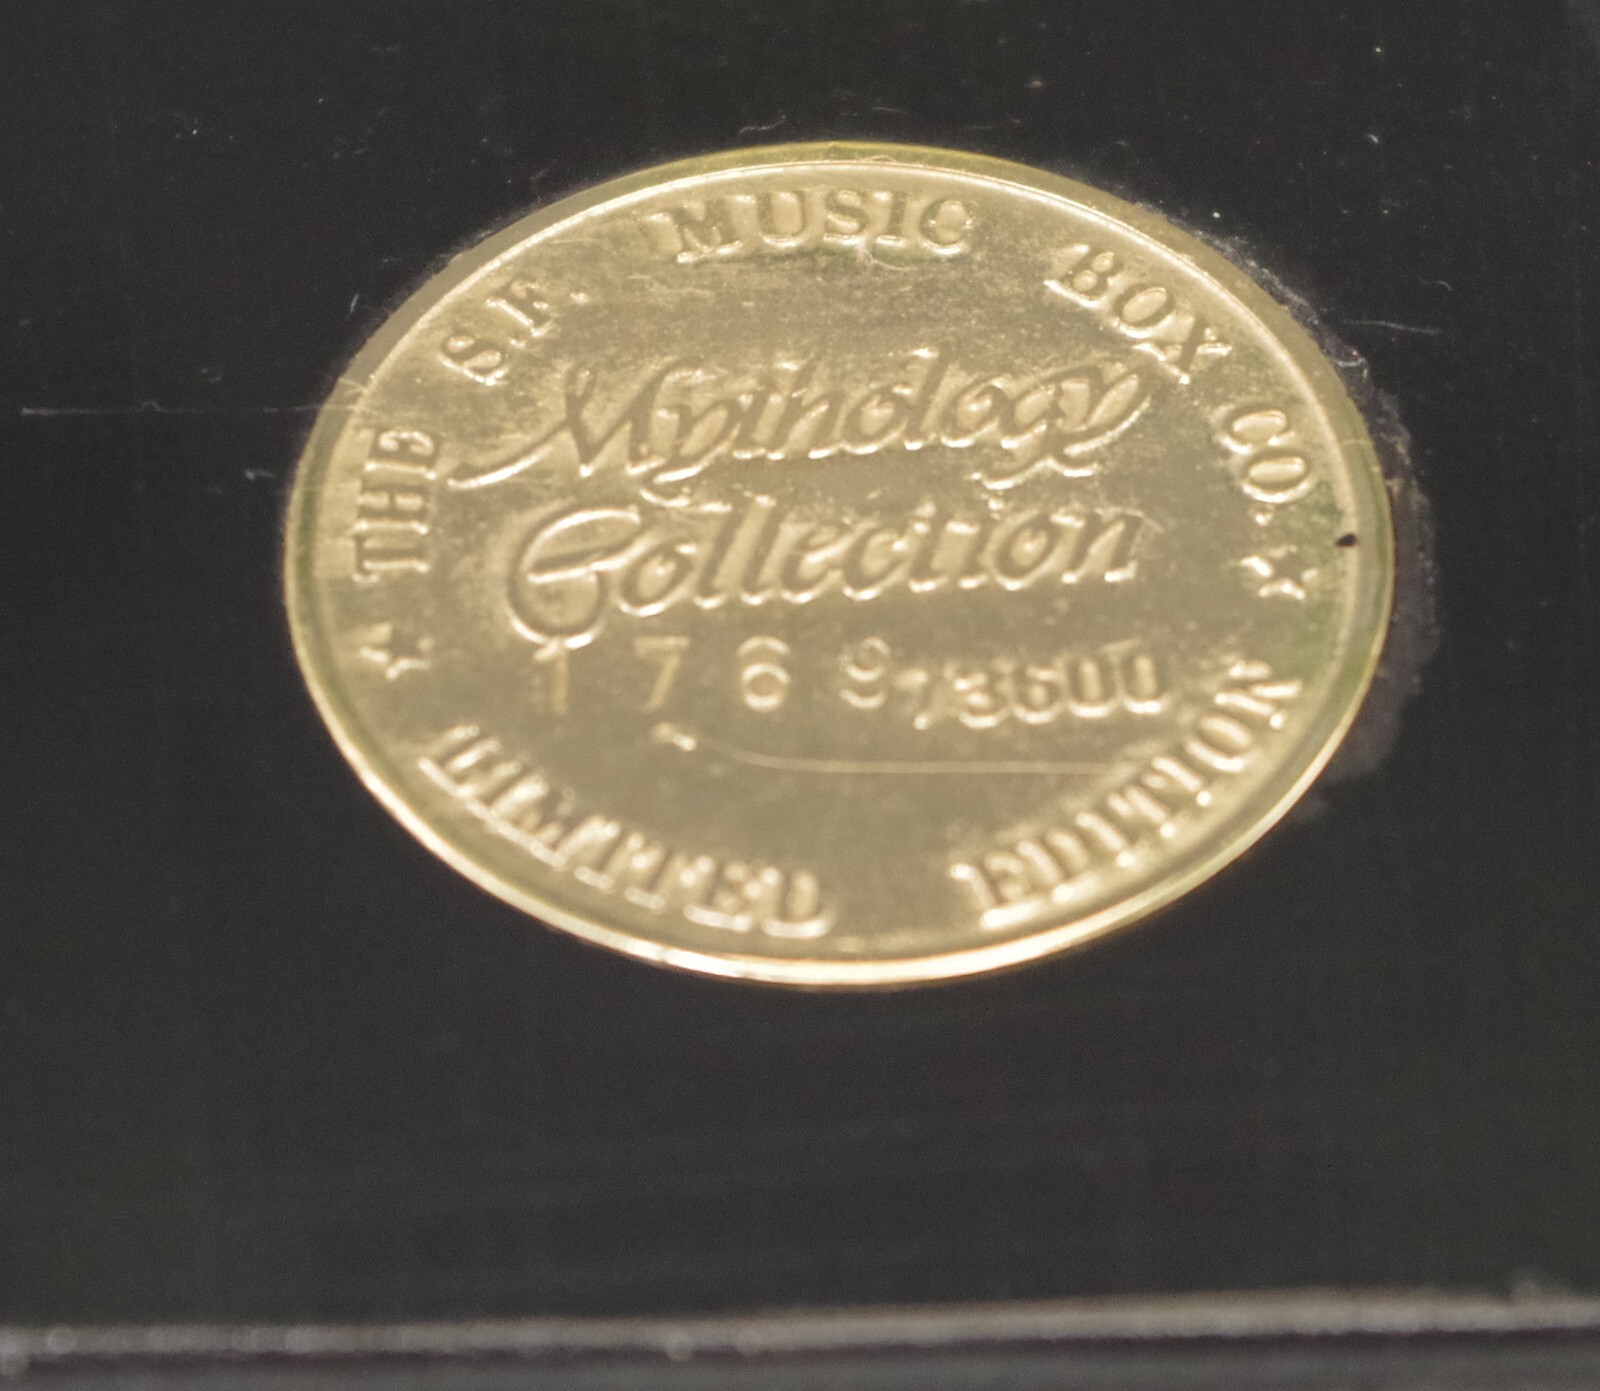 THE S.F. MUSIC BOX CO.
Mythology
Collection
1769/3600
LIMITED EDITION